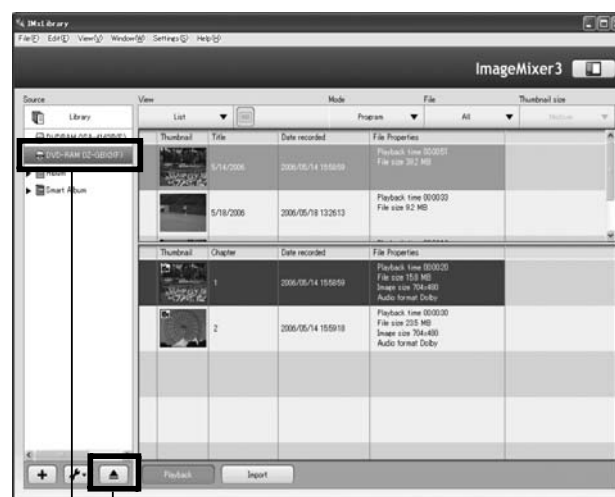 IMxLibrary
File(F) Edit(E) View(V) Window(W) Settings(S) Help(H)
ImageMixer3
Source View Mode File Thumbnail size
Library List Program All Medium
Thumbnail Title Date recorded File Properties
DVD-RAM DZ-GB\0(F)
5/14/2006 2006/05/14 155859 Playback time 000051
File size 38.2 MB
Album
Smart Album
5/18/2006 2006/05/18 132613 Playback time 000033
File size 9.2 MB
Thumbnail Chapter Date recorded File Properties
1 2006/05/14 155859 Playback time 000020
File size 15.8 MB
Image size 704x480
Audio format Dolby
2 2006/05/14 155918 Playback time 000030
File size 23.5 MB
Image size 704x480
Audio format Dolby
Playback Import